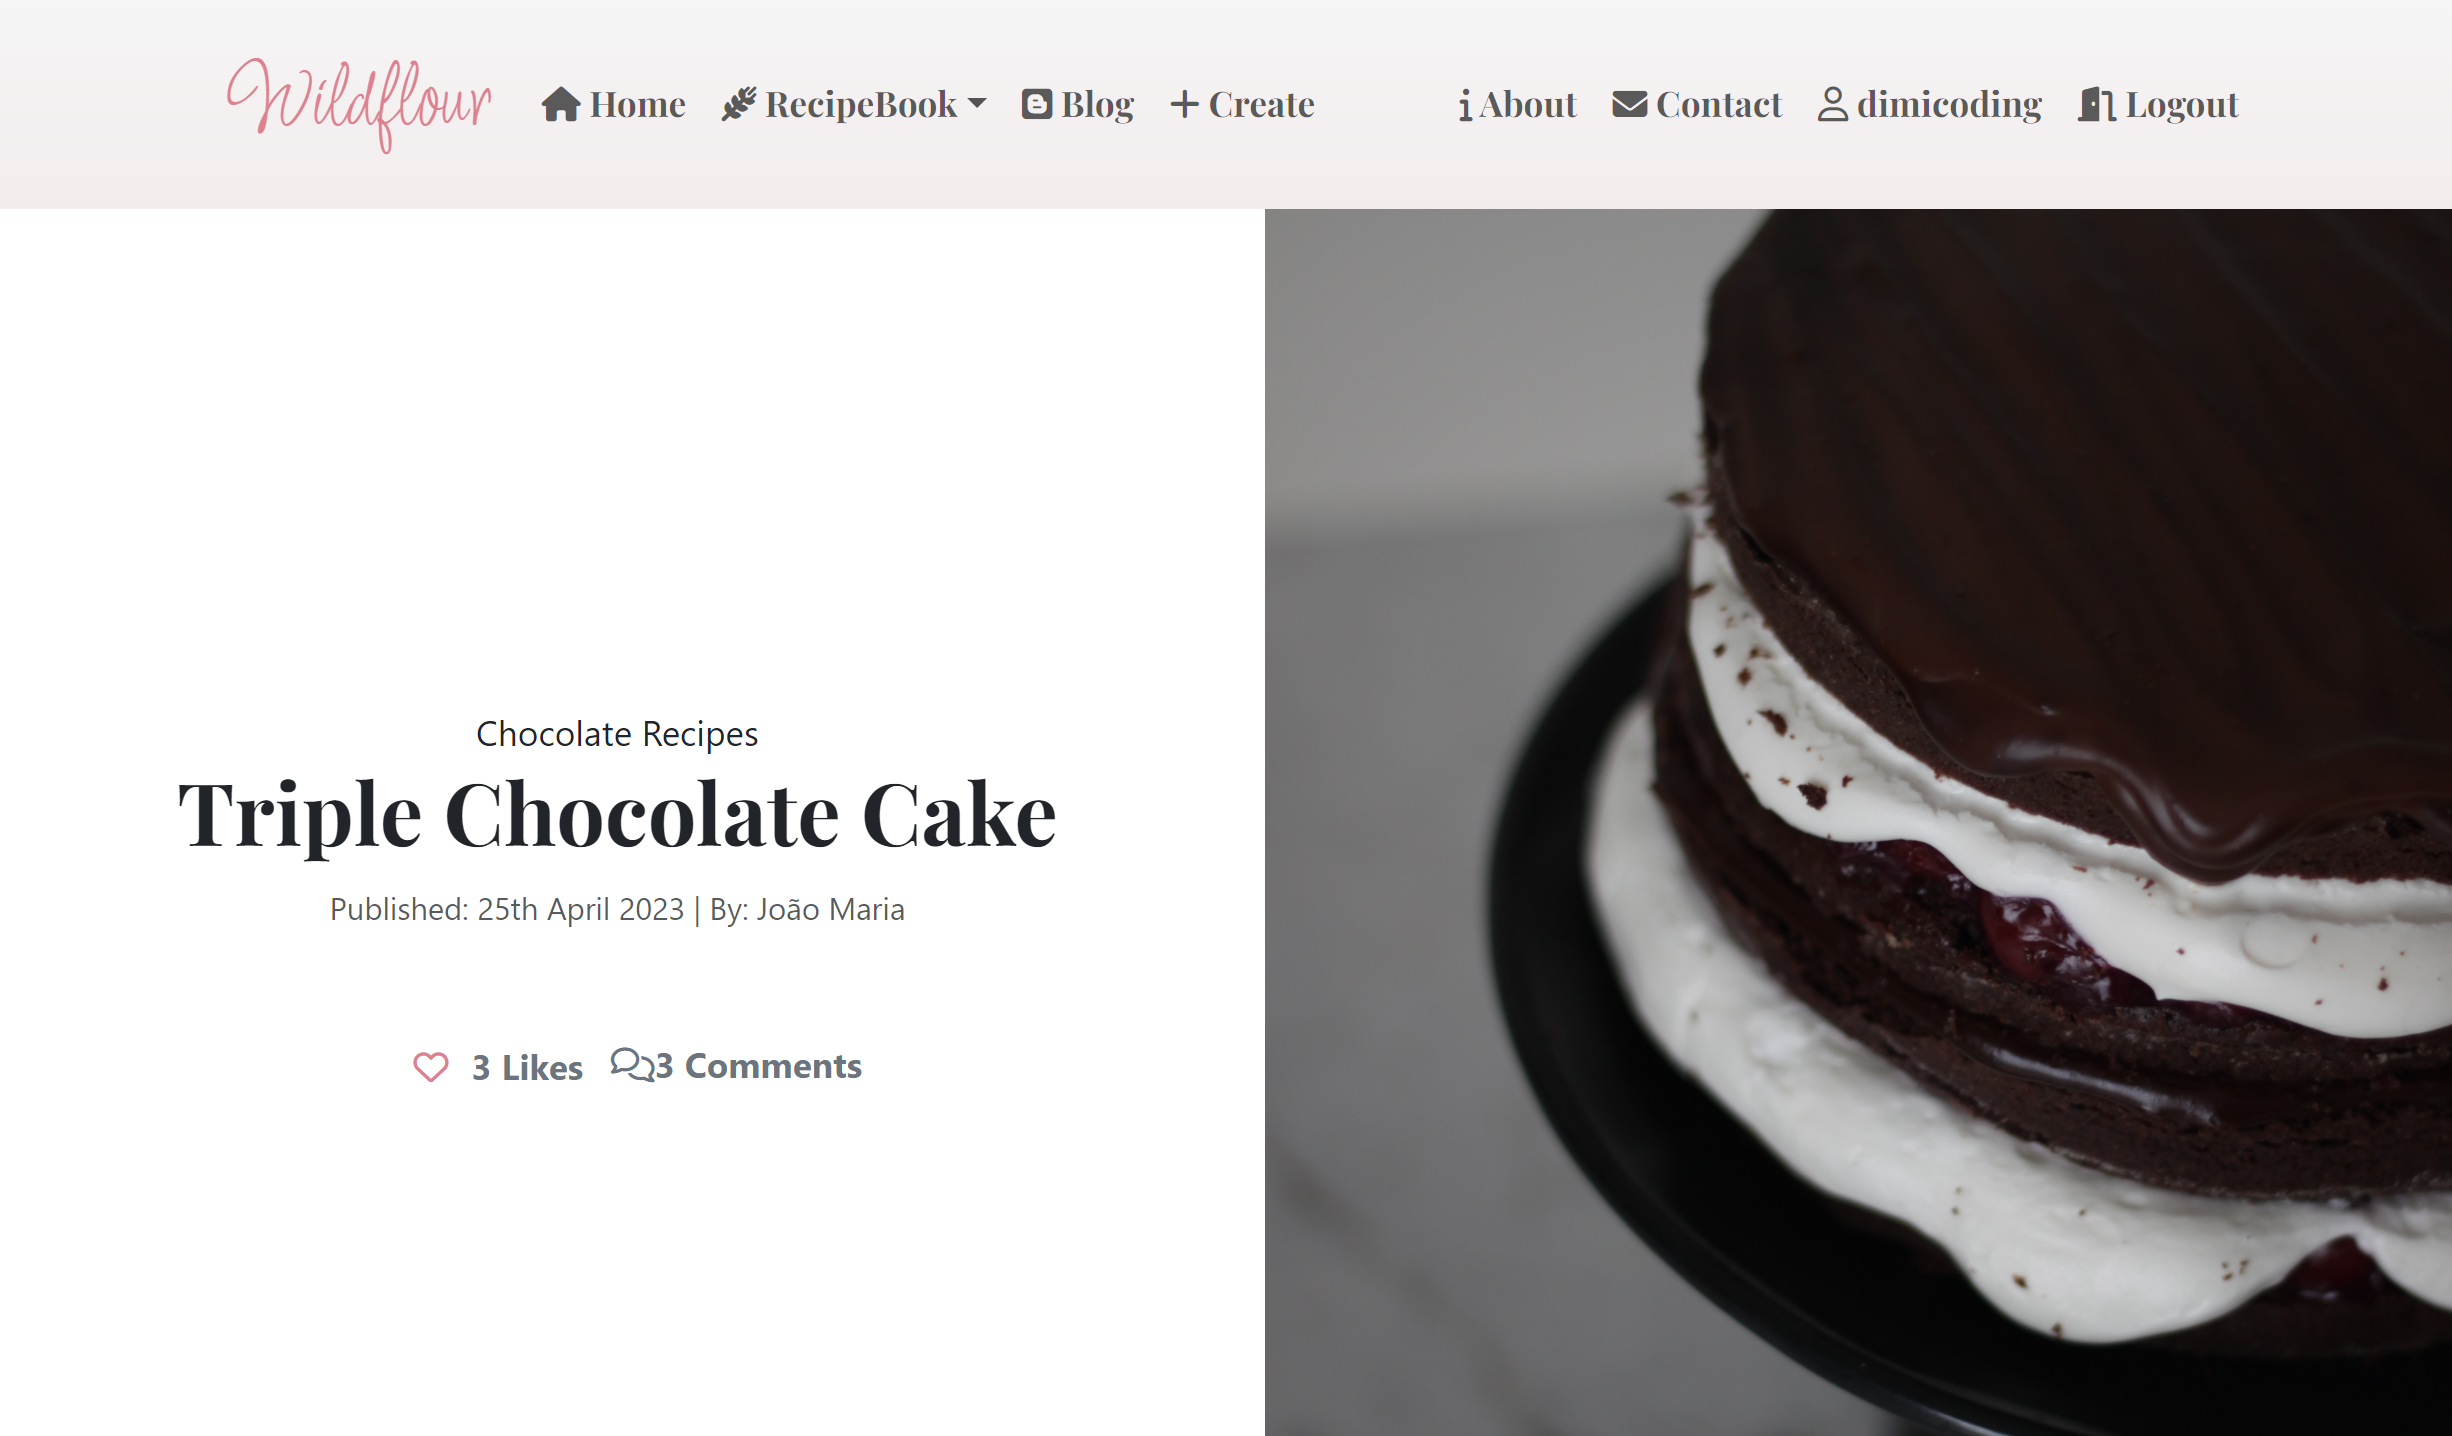 Wildflour Home RecipeBook Blog Create About Contact dimicoding Logout
Chocolate Recipes
Triple Chocolate Cake
Published: 25th April 2023 | By: João Maria
3 Likes 3 Comments